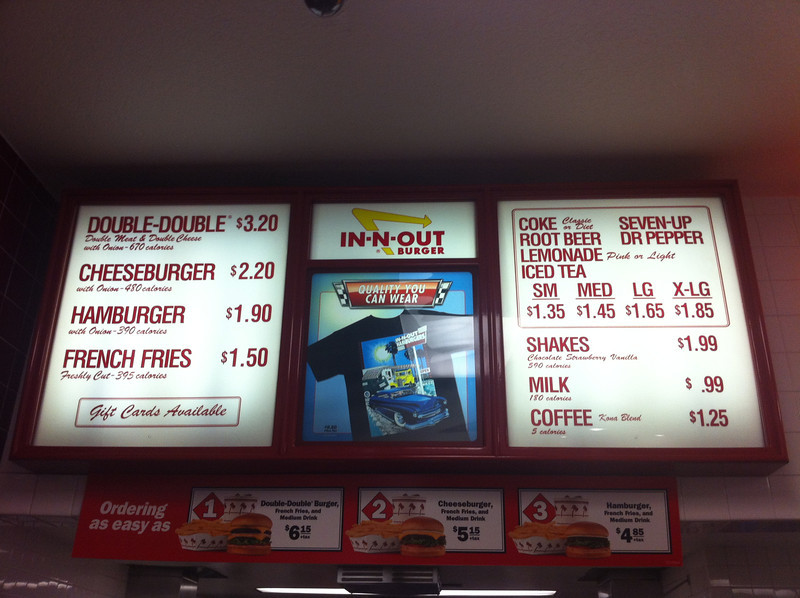 DOUBLE-DOUBLE® $3.20
Double Meat & Double Cheese
with Onion-670 calories
CHEESEBURGER $2.20
with Onion-480 calories
HAMBURGER $1.90
with Onion-390 calories
FRENCH FRIES $1.50
Freshly Cut-395 calories
Gift Cards Available
IN-N-OUT
BURGER
QUALITY YOU
CAN WEAR
IN-N-OUT
COKE Classic or Diet SEVEN-UP
ROOT BEER DR PEPPER
LEMONADE Pink or Light
ICED TEA
SM MED LG X-LG
$1.35 $1.45 $1.65 $1.85
SHAKES $1.99
Chocolate Strawberry Vanilla
590 calories
MILK $ .99
180 calories
COFFEE Kona Blend $1.25
5 calories
Ordering
as easy as
1
Double-Double® Burger,
French Fries, and
Medium Drink
$6.15
+tax
2
Cheeseburger,
French Fries, and
Medium Drink
$5.15
+tax
3
Hamburger,
French Fries, and
Medium Drink
$4.85
+tax